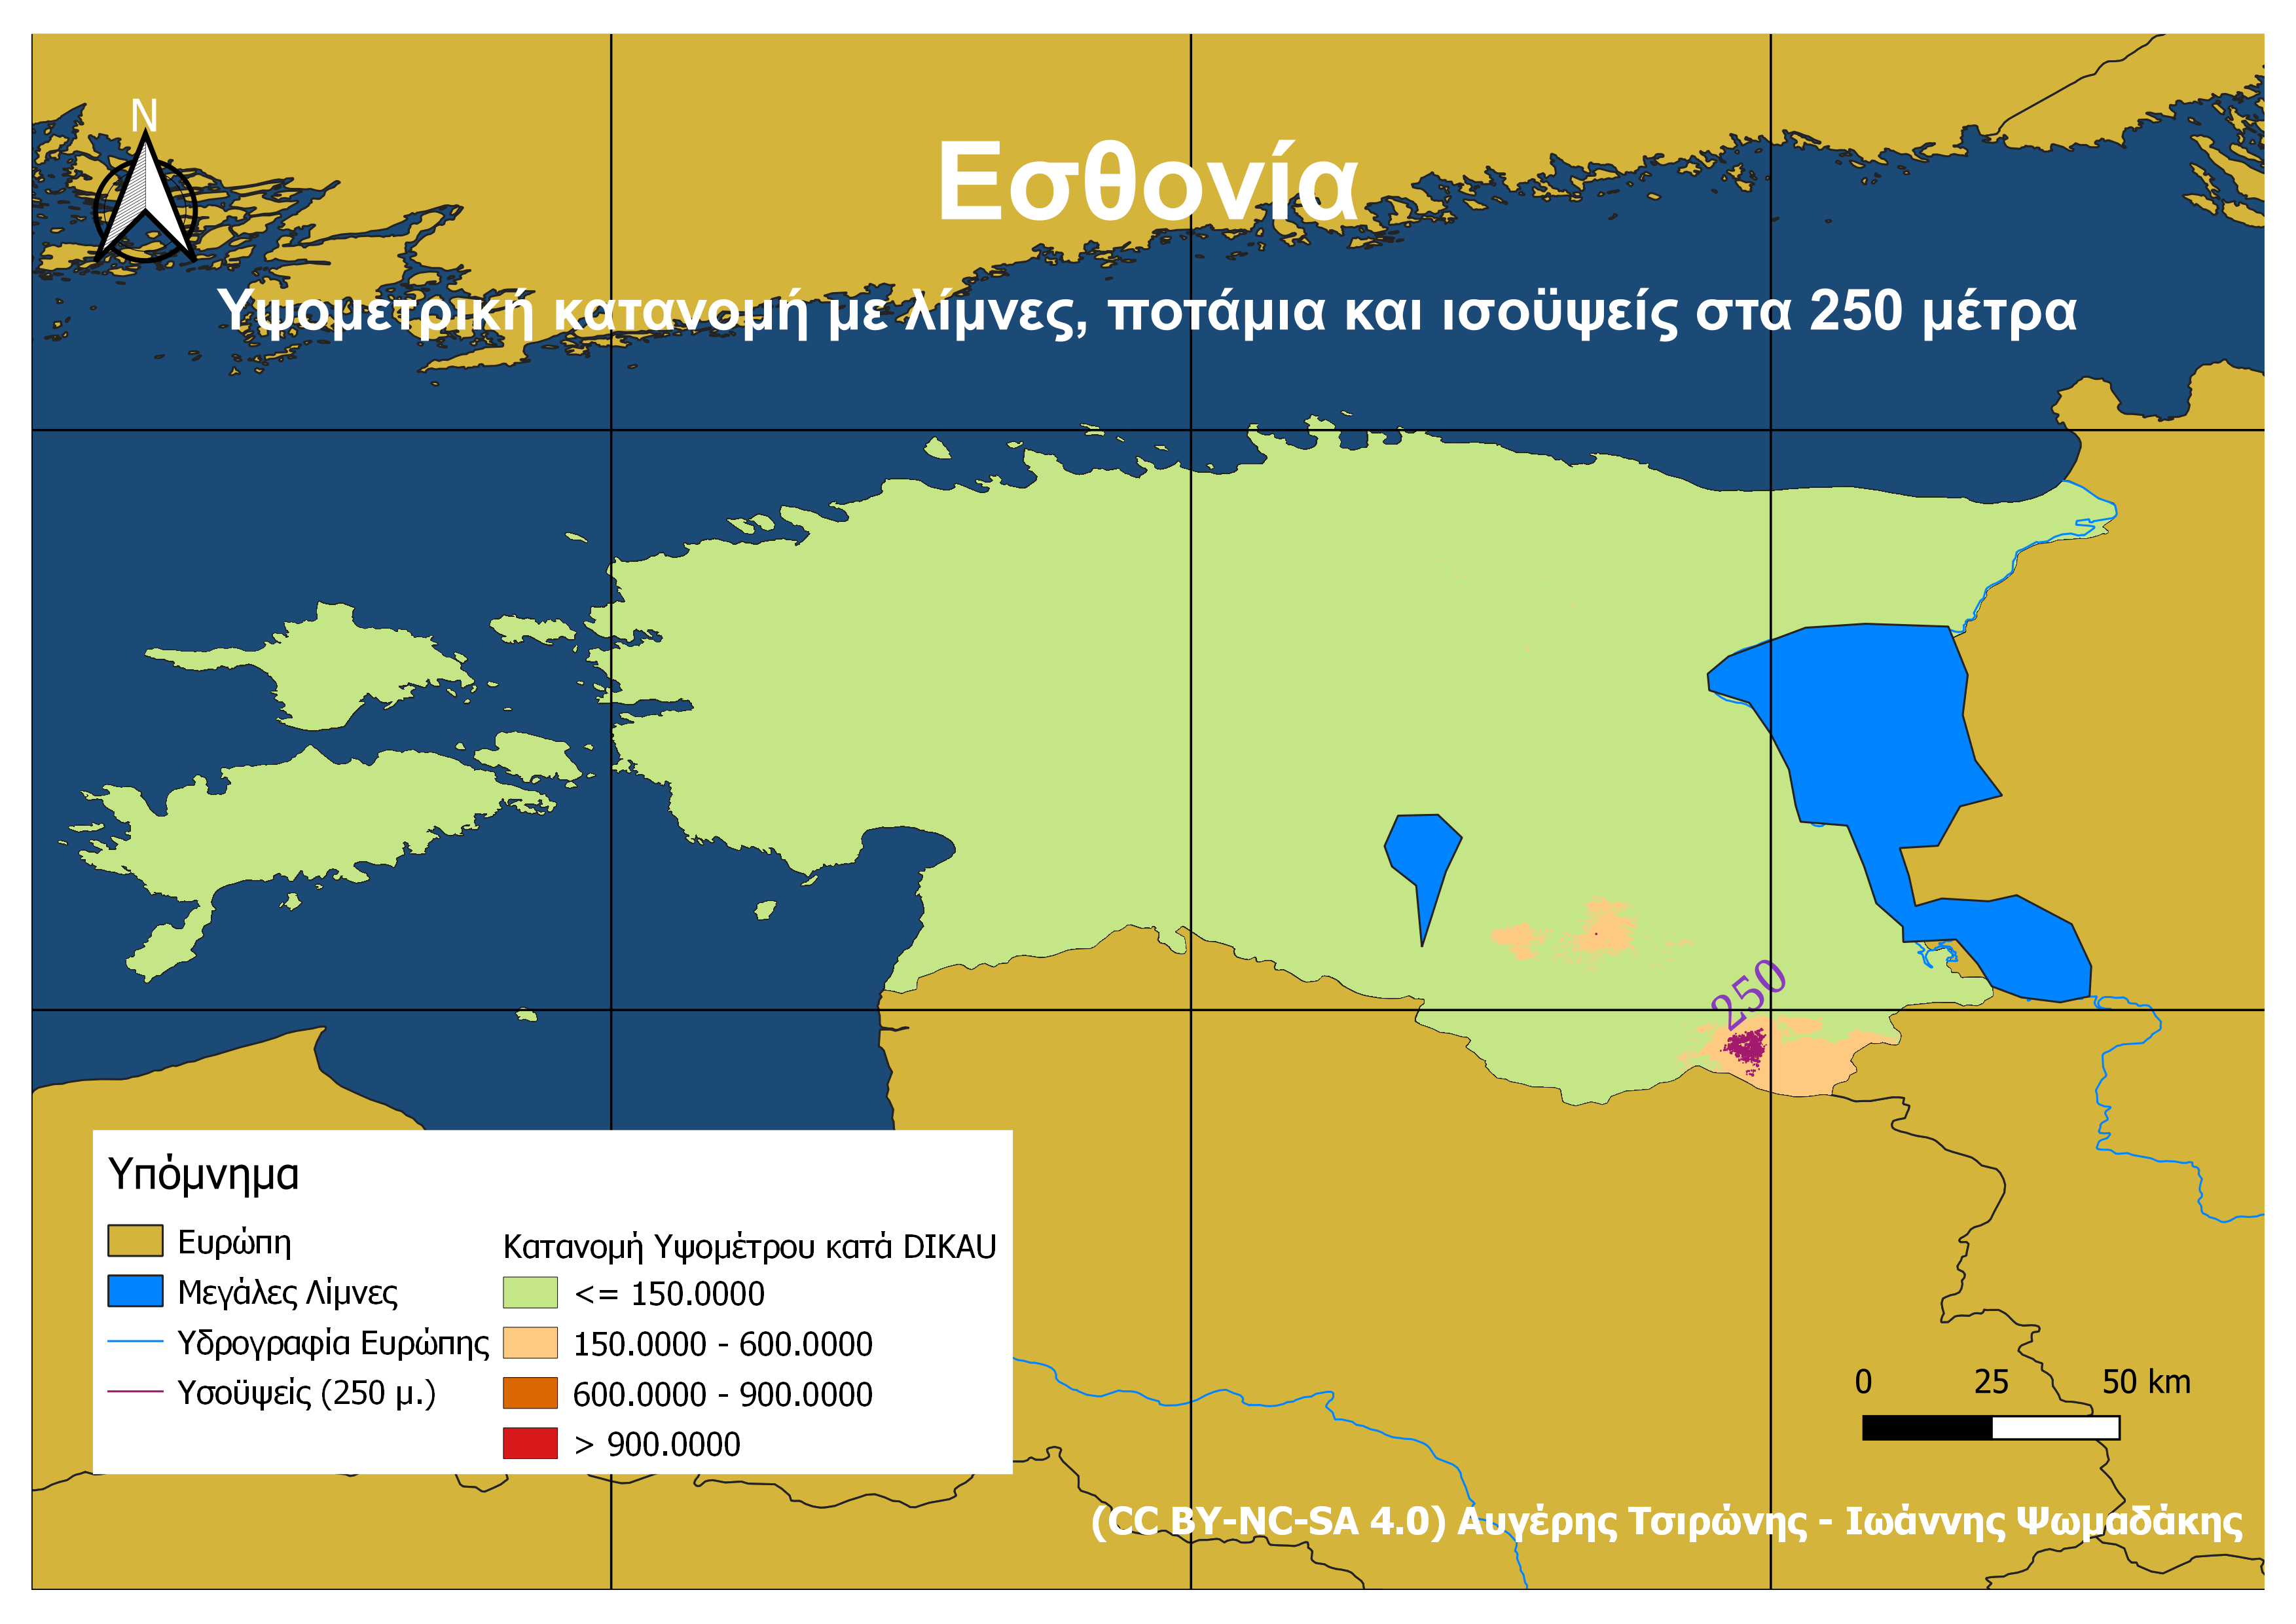 N
Εσθονία
Υψομετρική κατανομή με λίμνες, ποτάμια και ισοϋψείς στα 250 μέτρα
250
Υπόμνημα
Ευρώπη
Μεγάλες Λίμνες
Υδρογραφία Ευρώπης
Υσοϋψείς (250 μ.)
Κατανομή Υψομέτρου κατά DIKAU
<= 150.0000
150.0000 - 600.0000
600.0000 - 900.0000
> 900.0000
0 25 50 km
(CC BY-NC-SA 4.0) Αυγέρης Τσιρώνης - Ιωάννης Ψωμαδάκης